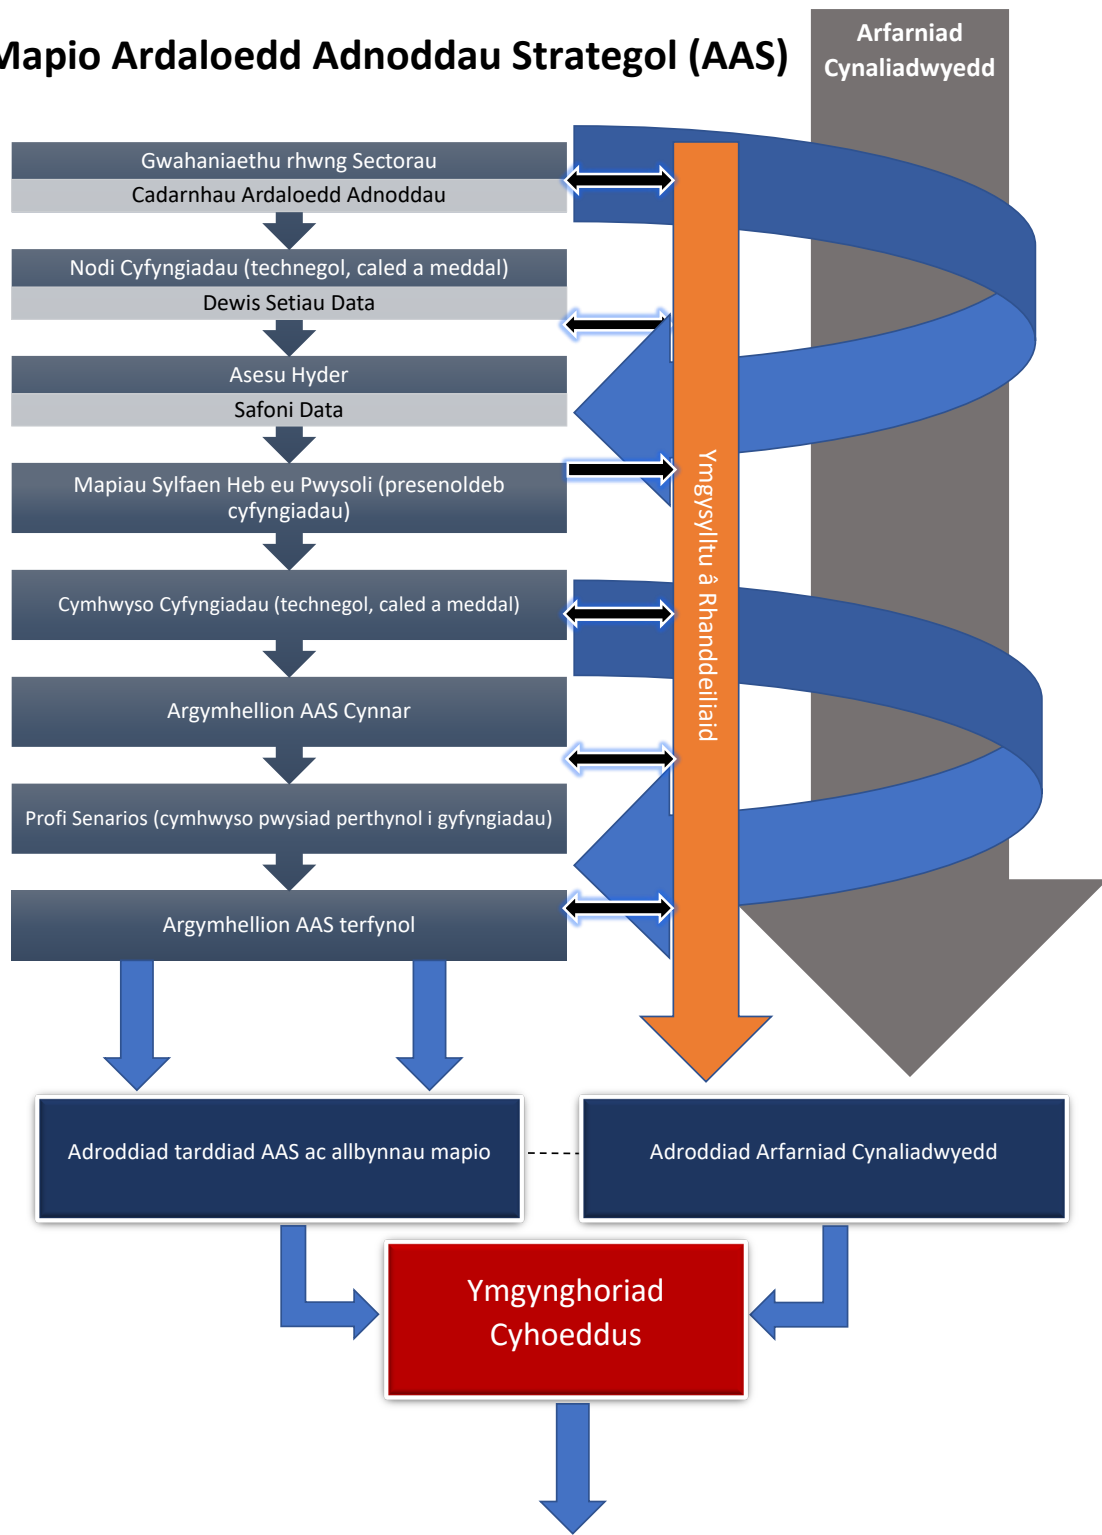 Mapio Ardaloedd Adnoddau Strategol (AAS)
Arfarniad
Cynaliadwyedd
Gwahaniaethu rhwng Sectorau
Cadarnhau Ardaloedd Adnoddau
Nodi Cyfyngiadau (technegol, caled a meddal)
Dewis Setiau Data
Asesu Hyder
Safoni Data
Mapiau Sylfaen Heb eu Pwysoli (presenoldeb
cyfyngiadau)
Cymhwyso Cyfyngiadau (technegol, caled a meddal)
Argymhellion AAS Cynnar
Profi Senarios (cymhwyso pwysiad perthynol i gyfyngiadau)
Argymhellion AAS terfynol
Ymgysylltu â Rhanddeiliaid
Adroddiad tarddiad AAS ac allbynnau mapio
Adroddiad Arfarniad Cynaliadwyedd
Ymgynghoriad
Cyhoeddus